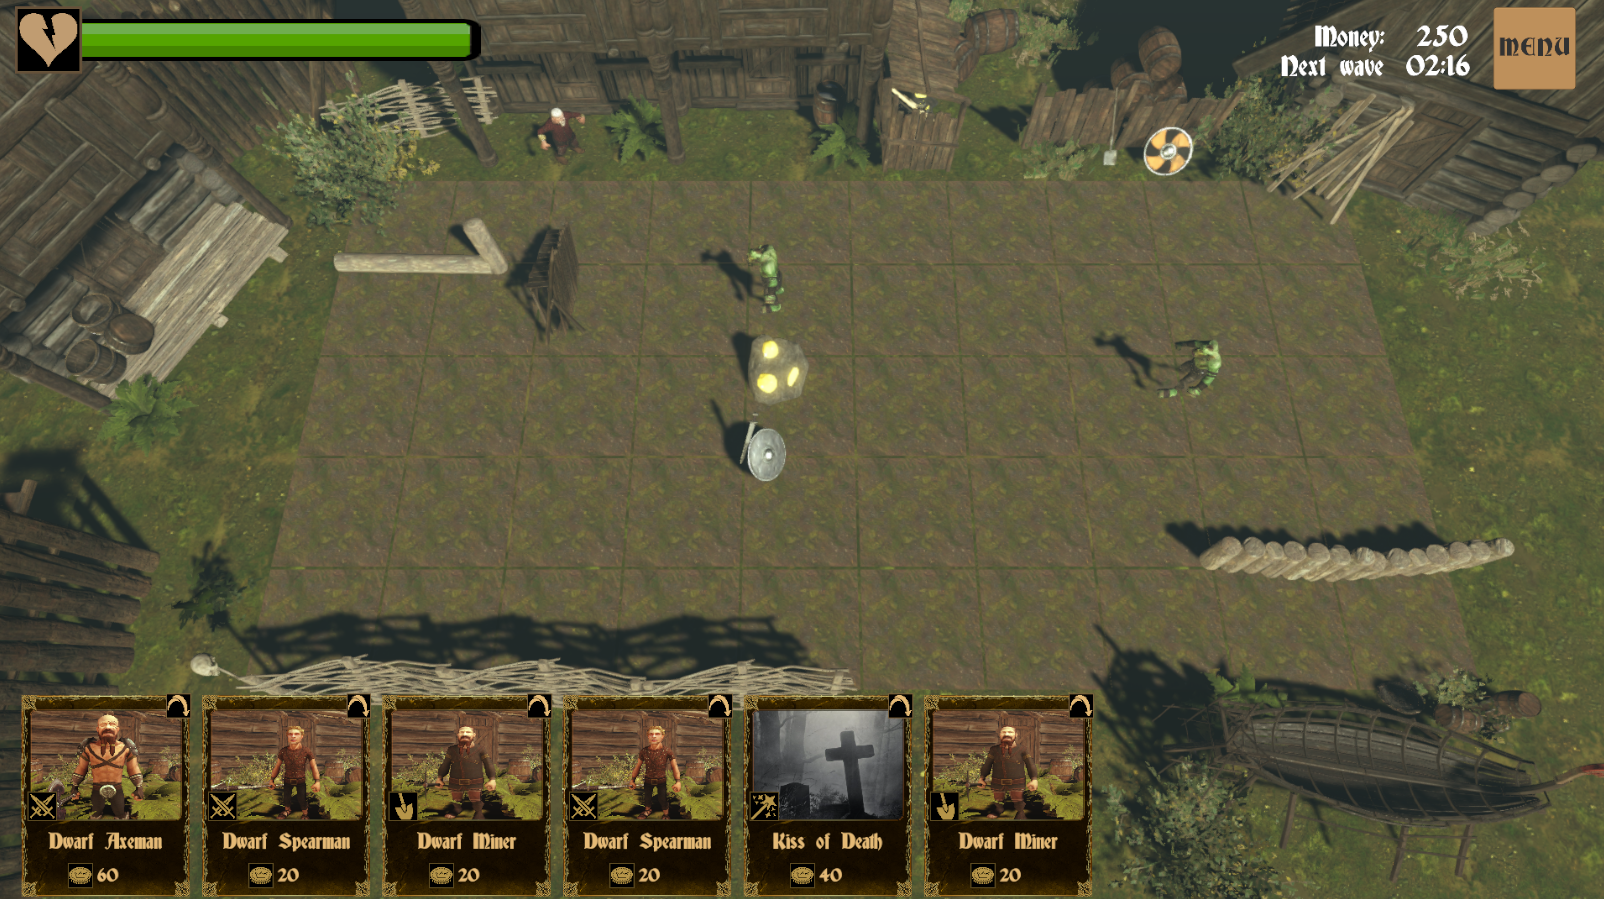 Money: 250
Next wave 02:16
MENU
Dwarf Axeman
60
Dwarf Spearman
20
Dwarf Miner
20
Dwarf Spearman
20
Kiss of Death
40
Dwarf Miner
20